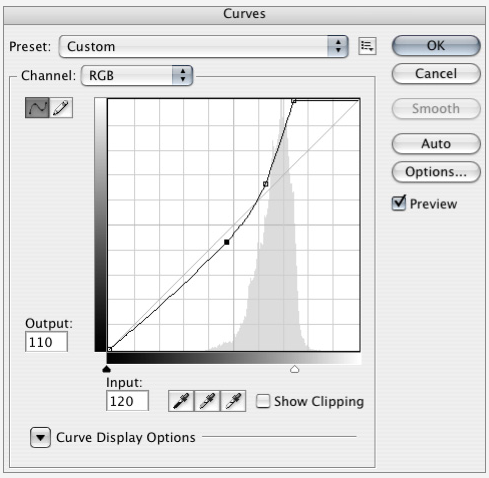 Curves
Preset: Custom
OK
Channel: RGB
Cancel
Smooth
Auto
Options...
Preview
Output:
110
Input:
120
Show Clipping
Curve Display Options